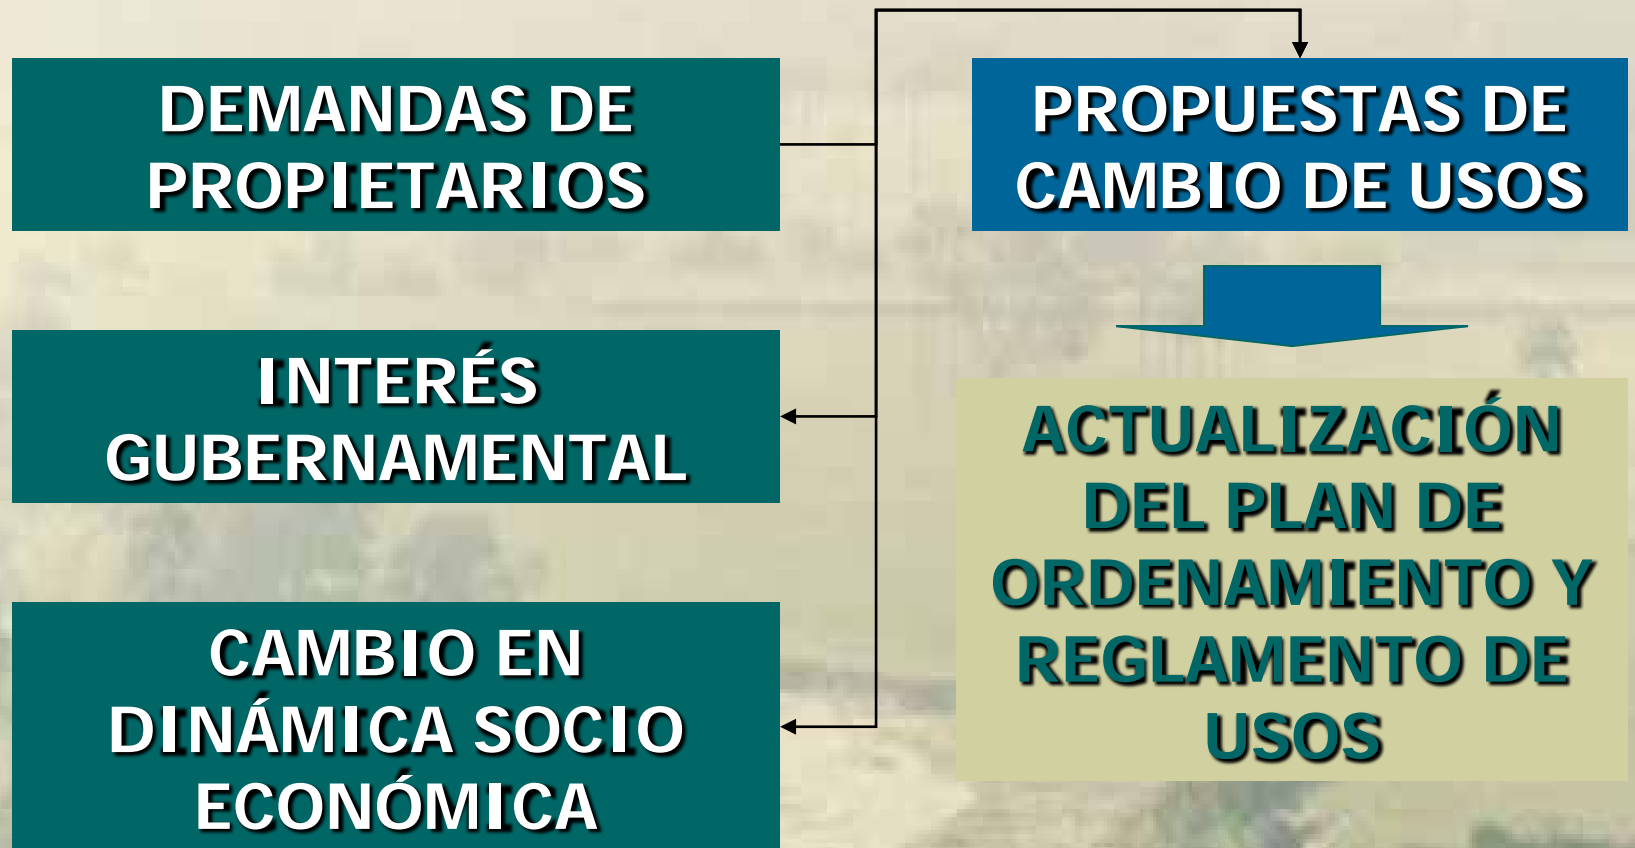 DEMANDAS DE
PROPIETARIOS
PROPUESTAS DE
CAMBIO DE USOS
INTERÉS
GUBERNAMENTAL
ACTUALIZACIÓN
DEL PLAN DE
ORDENAMIENTO Y
REGLAMENTO DE
USOS
CAMBIO EN
DINÁMICA SOCIO
ECONÓMICA